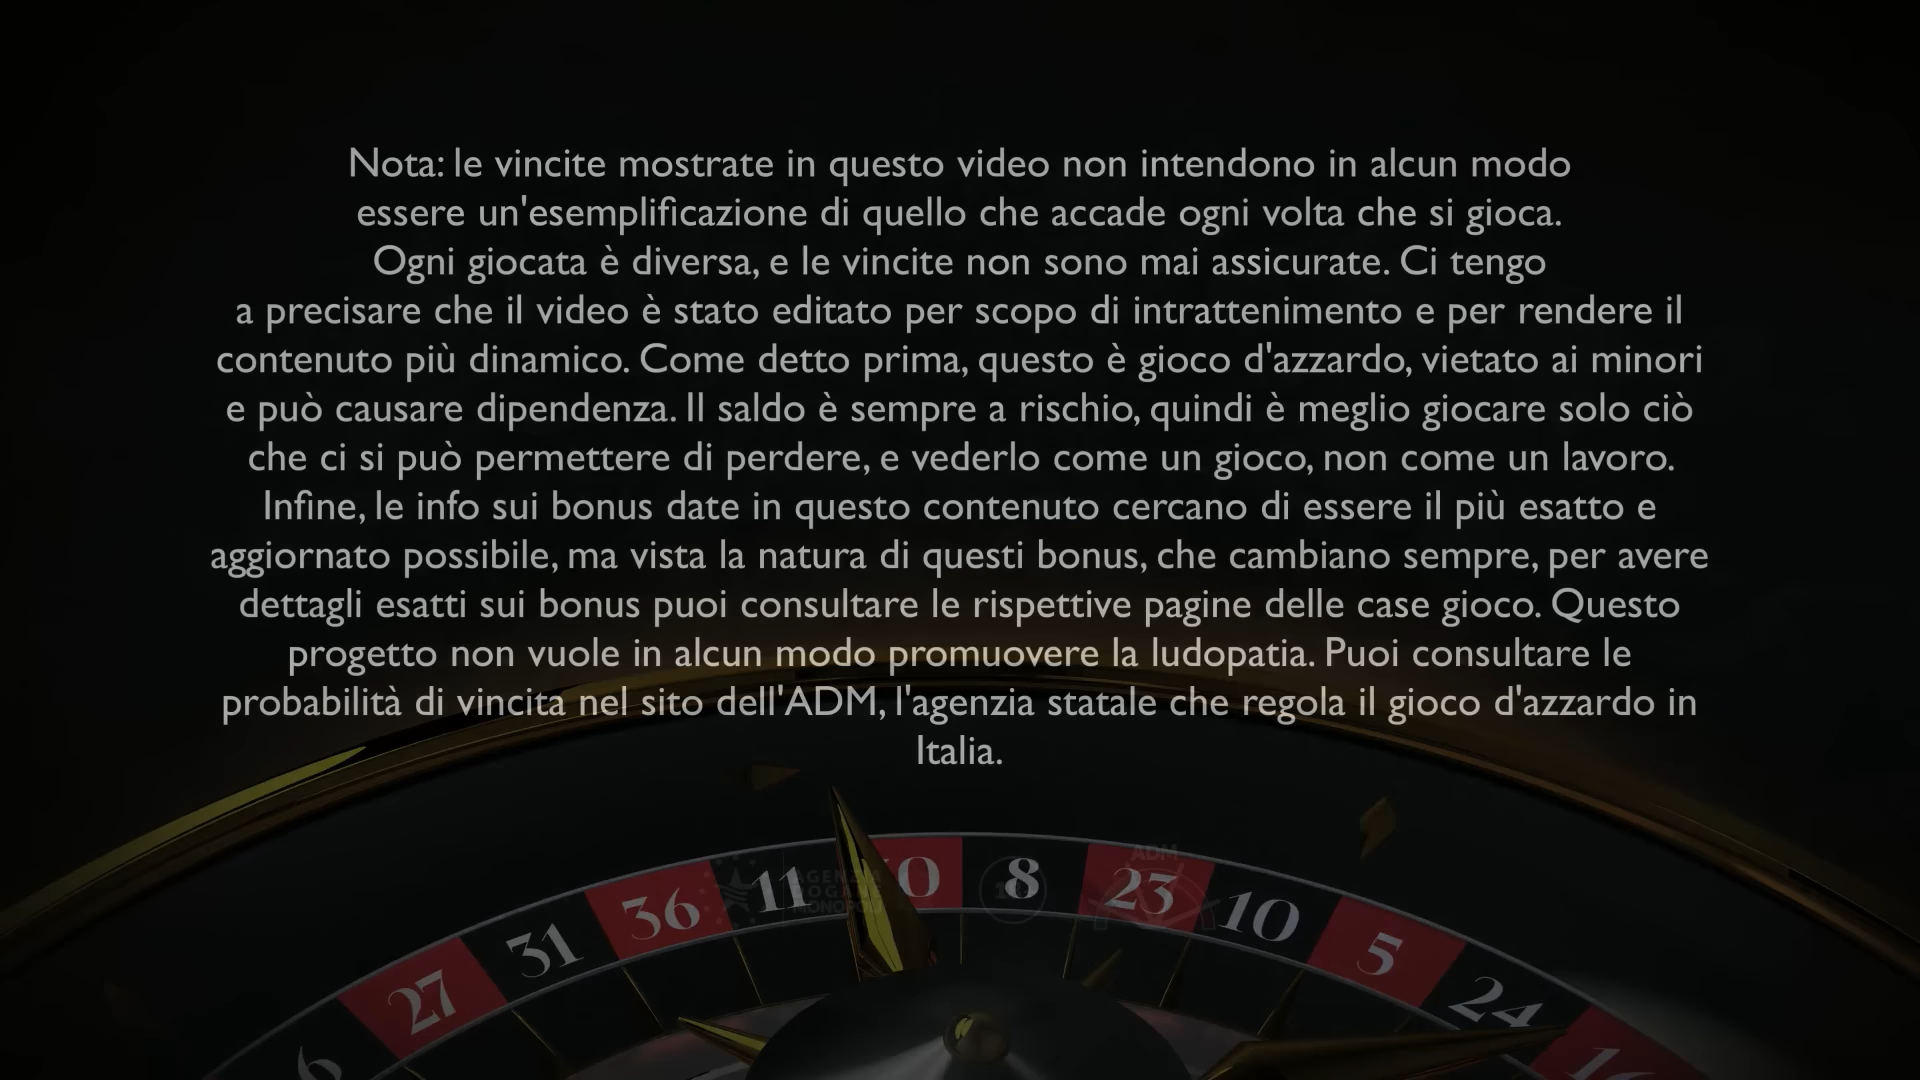 Nota: le vincite mostrate in questo video non intendono in alcun modo
essere un'esemplificazione di quello che accade ogni volta che si gioca.
Ogni giocata è diversa, e le vincite non sono mai assicurate. Ci tengo
a precisare che il video è stato editato per scopo di intrattenimento e per rendere il
contenuto più dinamico. Come detto prima, questo è gioco d'azzardo, vietato ai minori
e può causare dipendenza. Il saldo è sempre a rischio, quindi è meglio giocare solo ciò
che ci si può permettere di perdere, e vederlo come un gioco, non come un lavoro.
Infine, le info sui bonus date in questo contenuto cercano di essere il più esatto e
aggiornato possibile, ma vista la natura di questi bonus, che cambiano sempre, per avere
dettagli esatti sui bonus puoi consultare le rispettive pagine delle case gioco. Questo
progetto non vuole in alcun modo promuovere la ludopatia. Puoi consultare le
probabilità di vincita nel sito dell'ADM, l'agenzia statale che regola il gioco d'azzardo in
Italia.
6 27 31 36 11 8 23 10 5 24
ADM